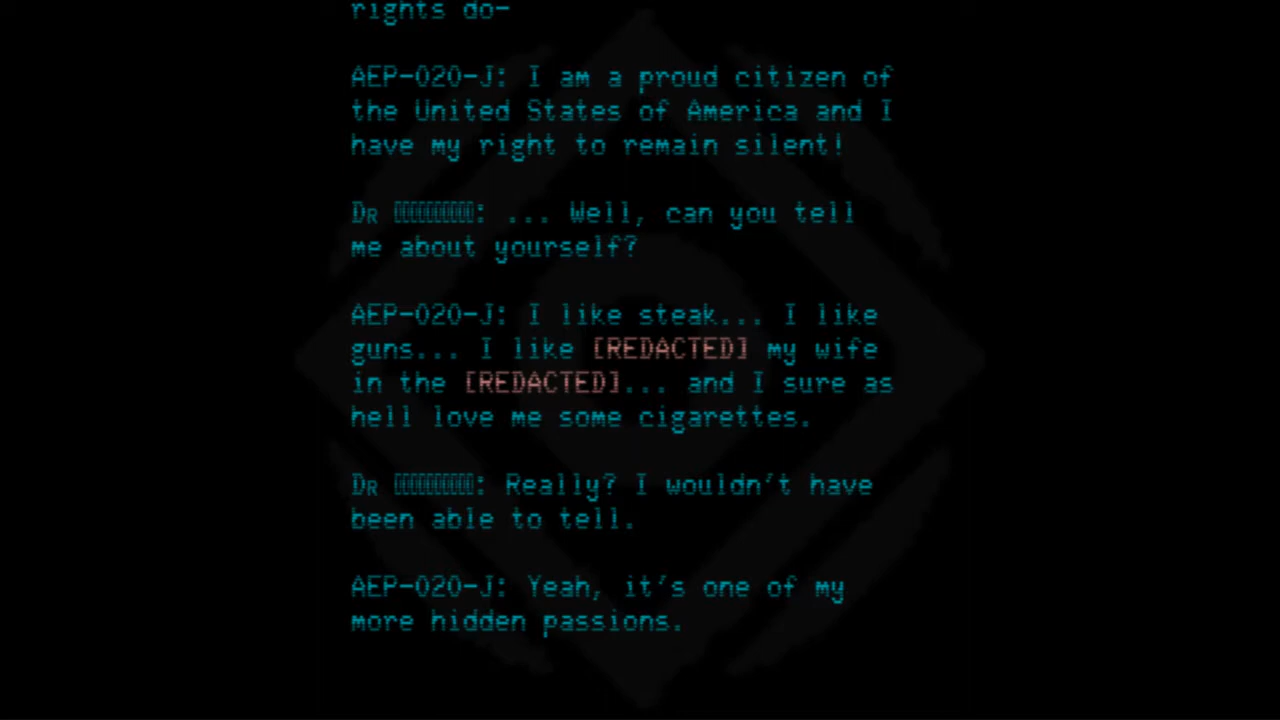 rights do-
AEP-020-J: I am a proud citizen of
the United States of America and I
have my right to remain silent!
Dr ▯▯▯▯▯▯▯▯▯▯: ... Well, can you tell
me about yourself?
AEP-020-J: I like steak... I like
guns... I like [REDACTED] my wife
in the [REDACTED]... and I sure as
hell love me some cigarettes.
Dr ▯▯▯▯▯▯▯▯▯▯: Really? I wouldn't have
been able to tell.
AEP-020-J: Yeah, it's one of my
more hidden passions.